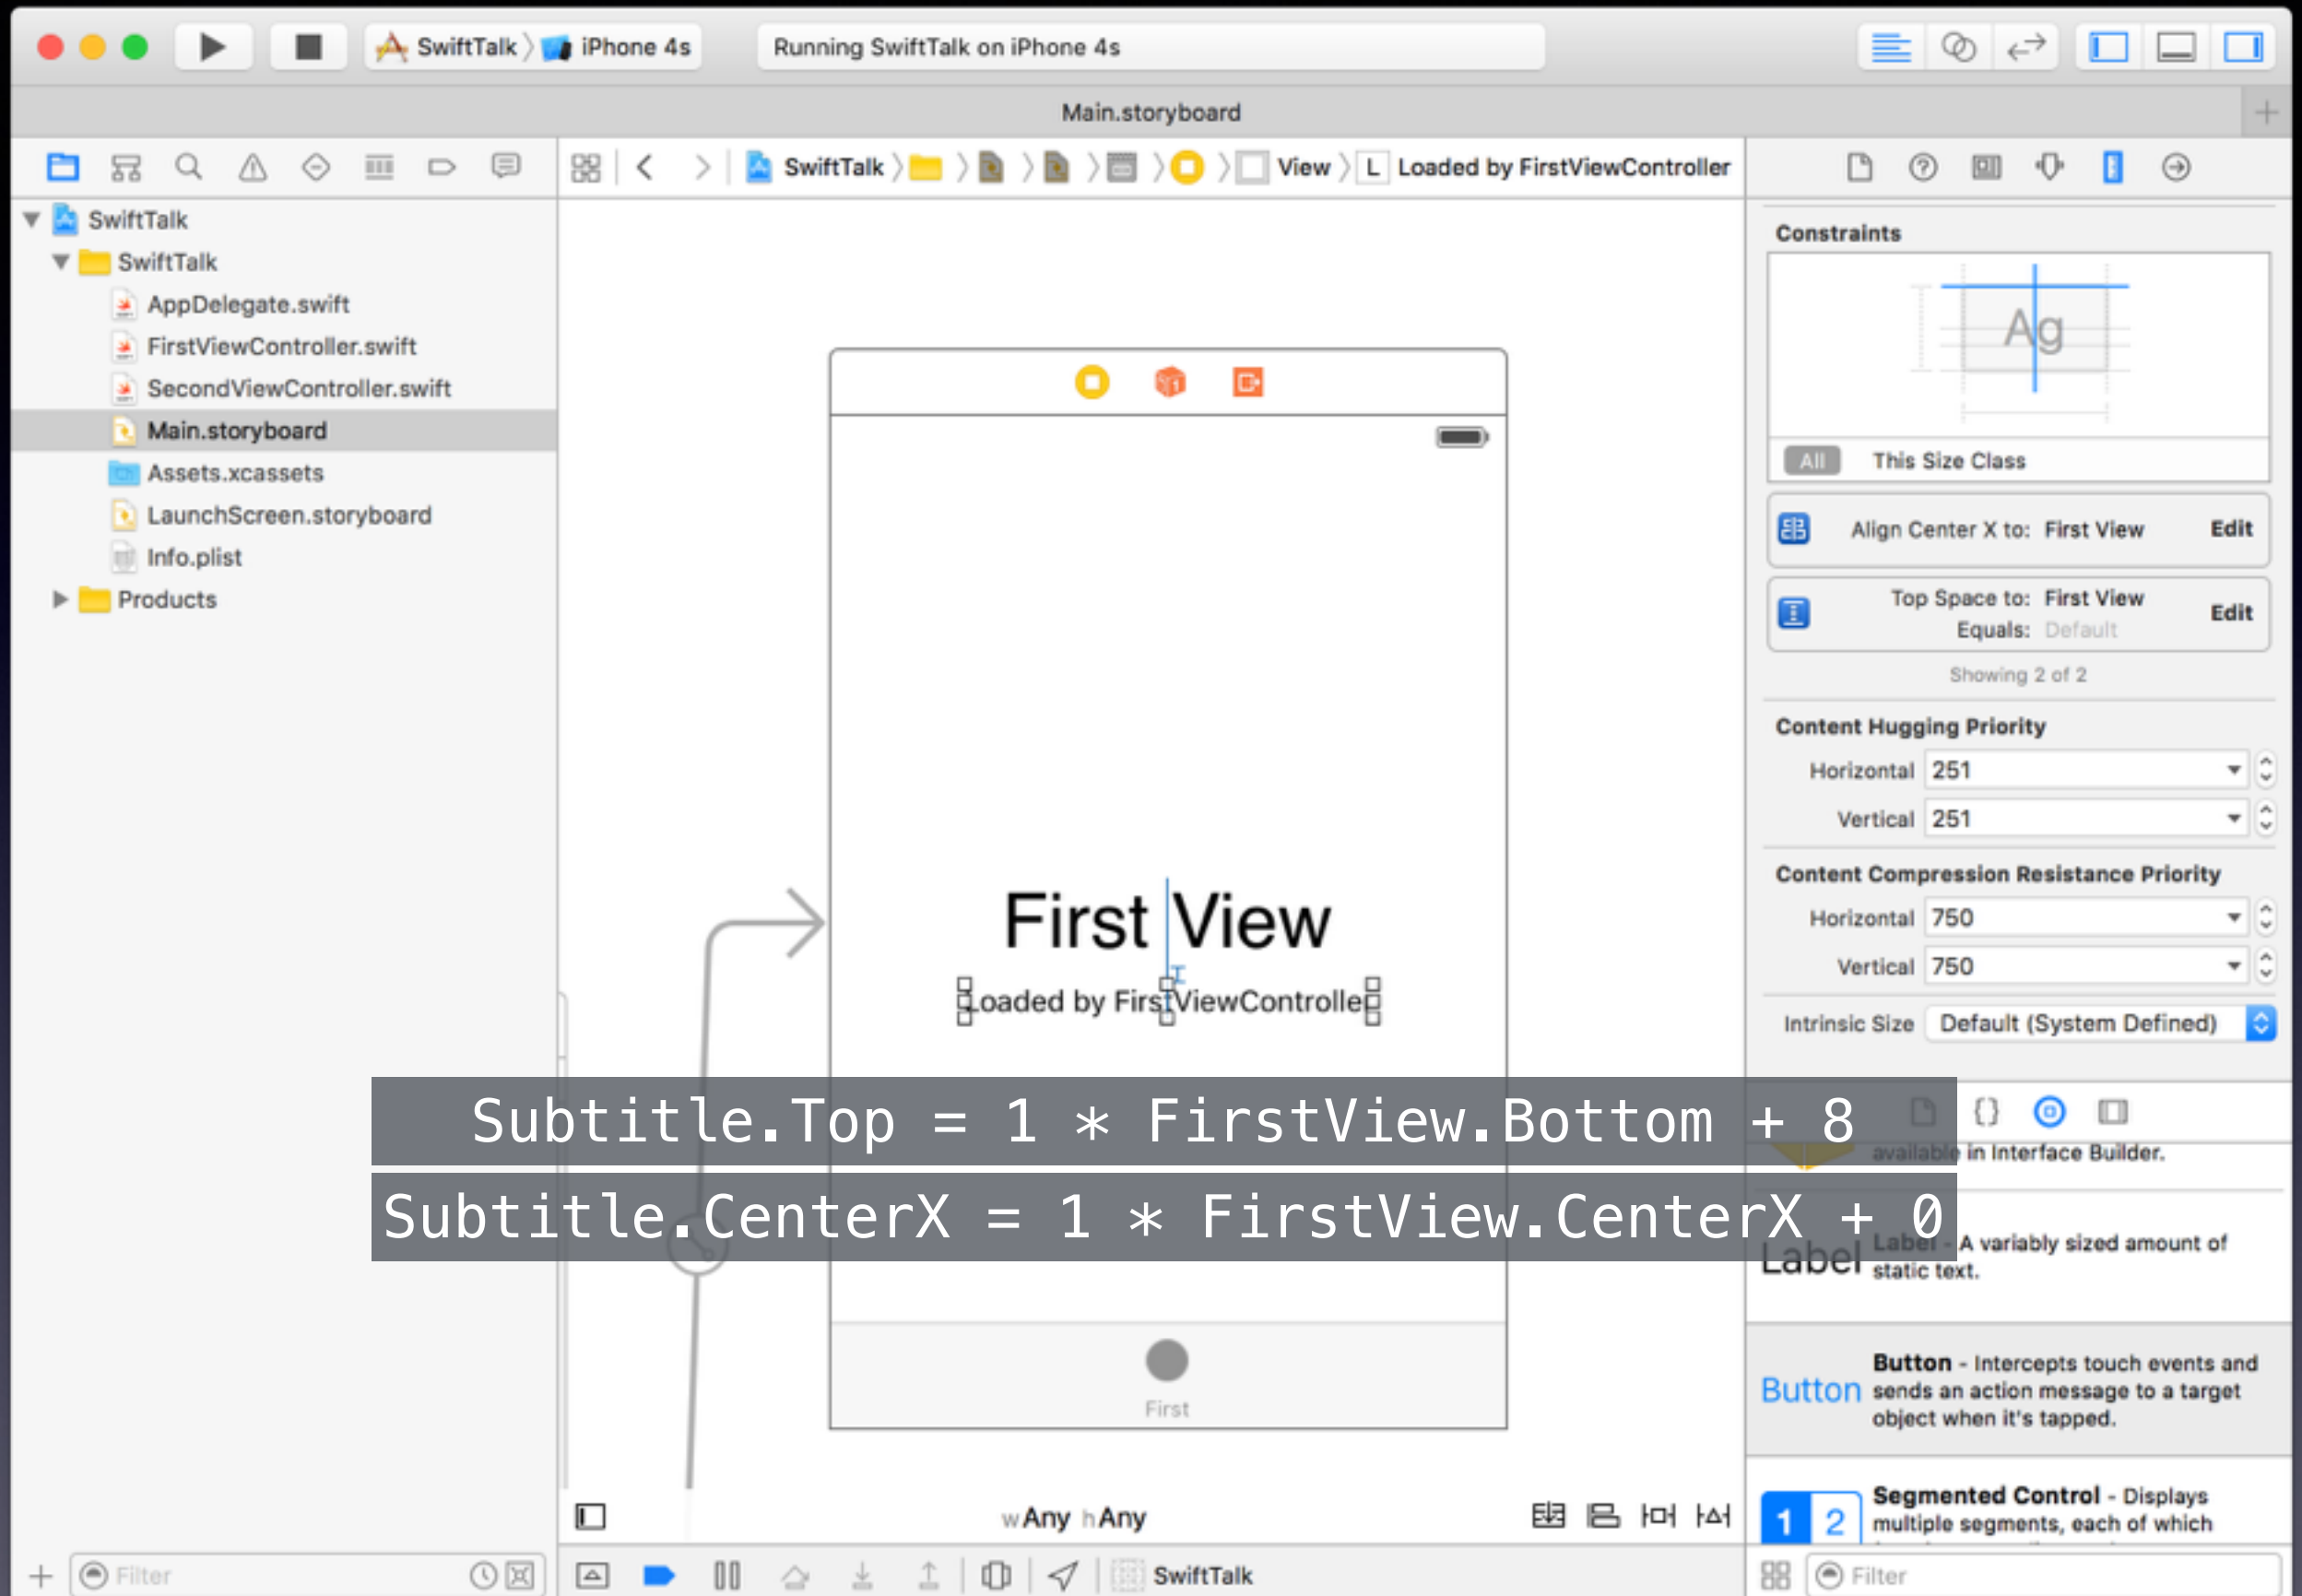 SwiftTalk iPhone 4s Running SwiftTalk on iPhone 4s
Main.storyboard
SwiftTalk View L Loaded by FirstViewController
SwiftTalk
SwiftTalk
AppDelegate.swift
FirstViewController.swift
SecondViewController.swift
Main.storyboard
Assets.xcassets
LaunchScreen.storyboard
Info.plist
Products
Filter
First View
Loaded by FirstViewController
Subtitle.Top = 1 * FirstView.Bottom + 8
Subtitle.CenterX = 1 * FirstView.CenterX + 0
First
wAny hAny
SwiftTalk
Constraints
Ag
All This Size Class
Align Center X to: First View Edit
Top Space to: First View Edit
Equals: Default
Showing 2 of 2
Content Hugging Priority
Horizontal 251
Vertical 251
Content Compression Resistance Priority
Horizontal 750
Vertical 750
Intrinsic Size Default (System Defined)
{}
available in Interface Builder.
Label Label - A variably sized amount of
static text.
Button - Intercepts touch events and
Button sends an action message to a target
object when it's tapped.
Segmented Control - Displays
1 2 multiple segments, each of which
Filter